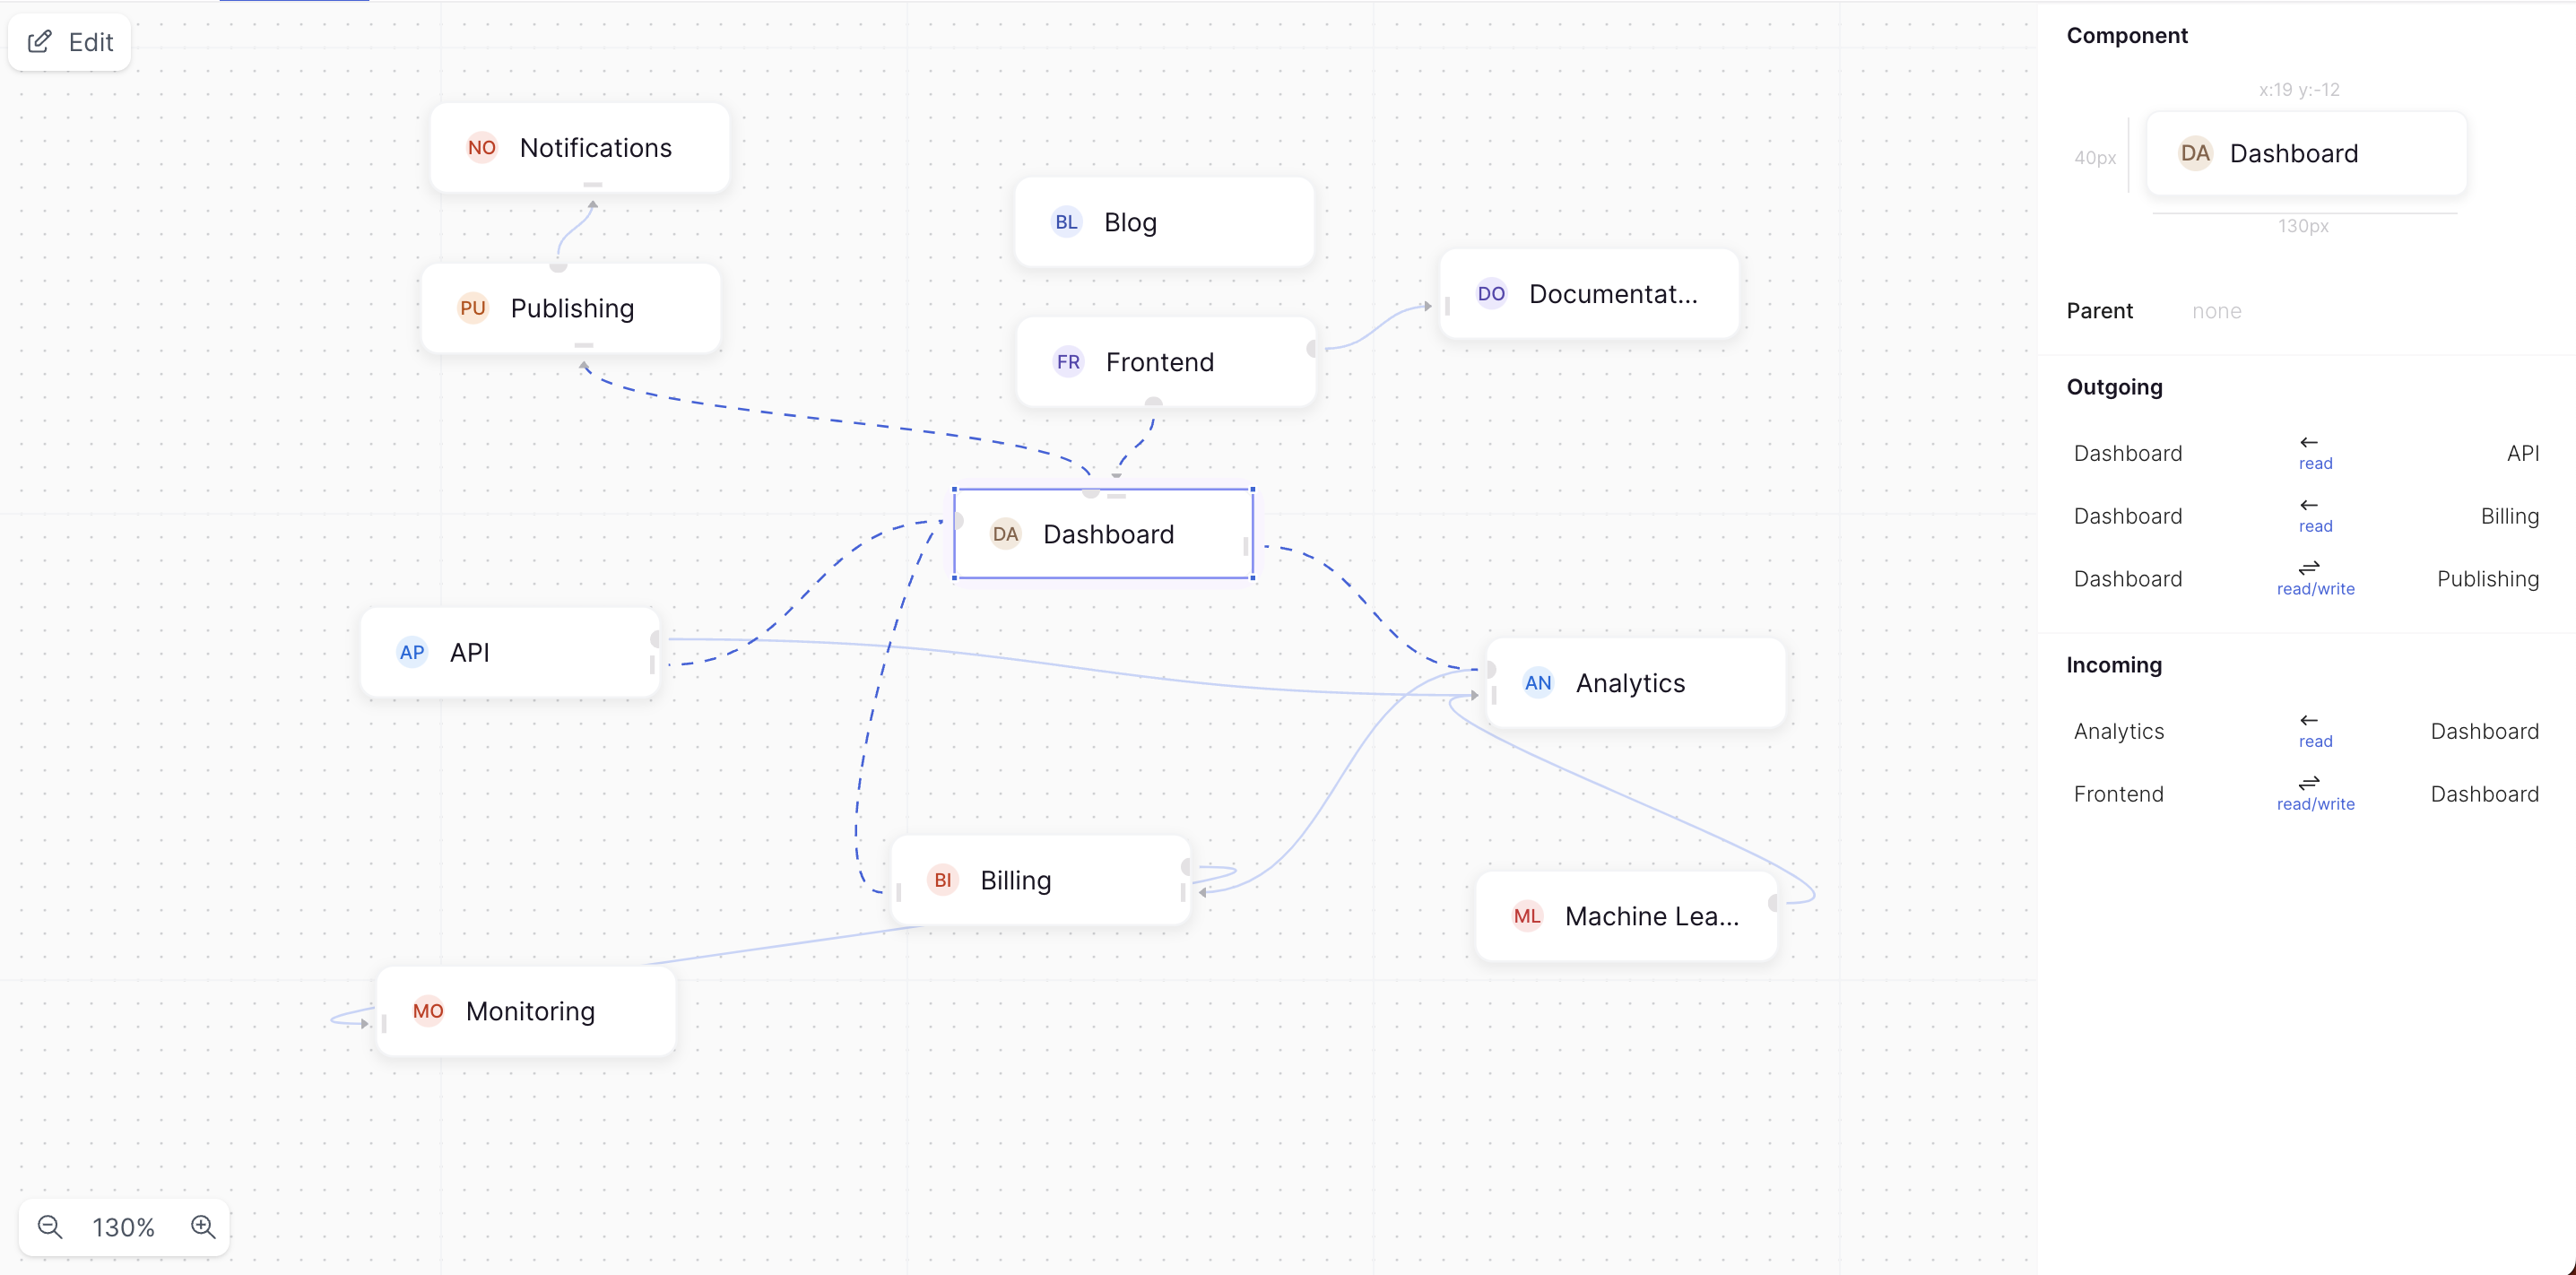 Edit
NO Notifications
BL Blog
PU Publishing
DO Documentat...
FR Frontend
DA Dashboard
AP API
AN Analytics
BI Billing
ML Machine Lea...
MO Monitoring
130%
Component
x:19 y:-12
40px
DA Dashboard
130px
Parent none
Outgoing
Dashboard ← API
read
Dashboard ← Billing
read
Dashboard ⇌ Publishing
read/write
Incoming
Analytics ← Dashboard
read
Frontend ⇌ Dashboard
read/write